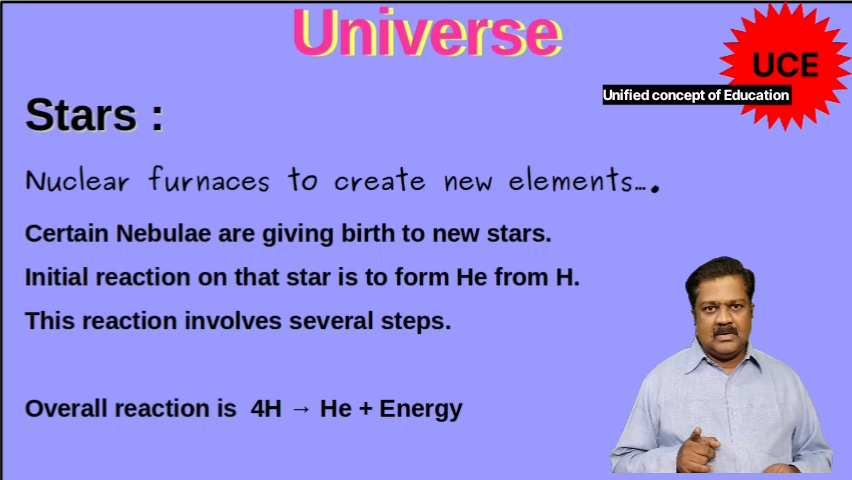 Universe
UCE
Unified concept of Education
Stars :
Nuclear furnaces to create new elements....
Certain Nebulae are giving birth to new stars.
Initial reaction on that star is to form He from H.
This reaction involves several steps.
Overall reaction is 4H → He + Energy